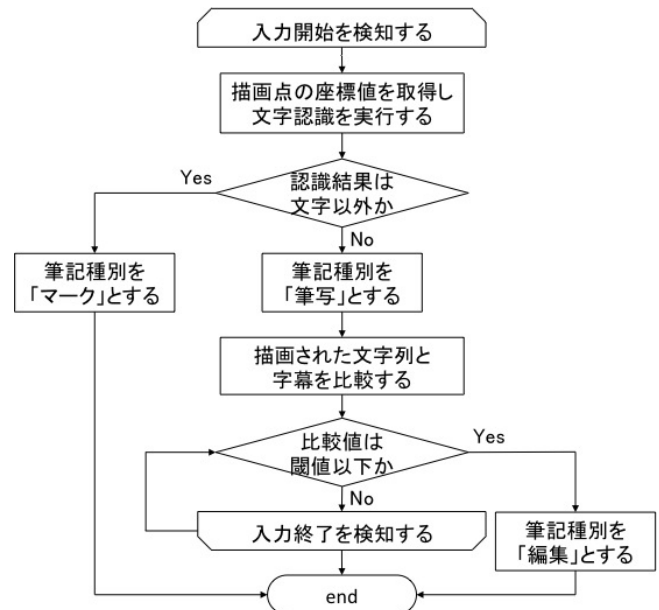 入力開始を検知する
描画点の座標値を取得し
文字認識を実行する
Yes
認識結果は
文字以外か
No
筆記種別を
「マーク」とする
筆記種別を
「筆写」とする
描画された文字列と
字幕を比較する
比較値は
閾値以下か
Yes
No
入力終了を検知する
筆記種別を
「編集」とする
end